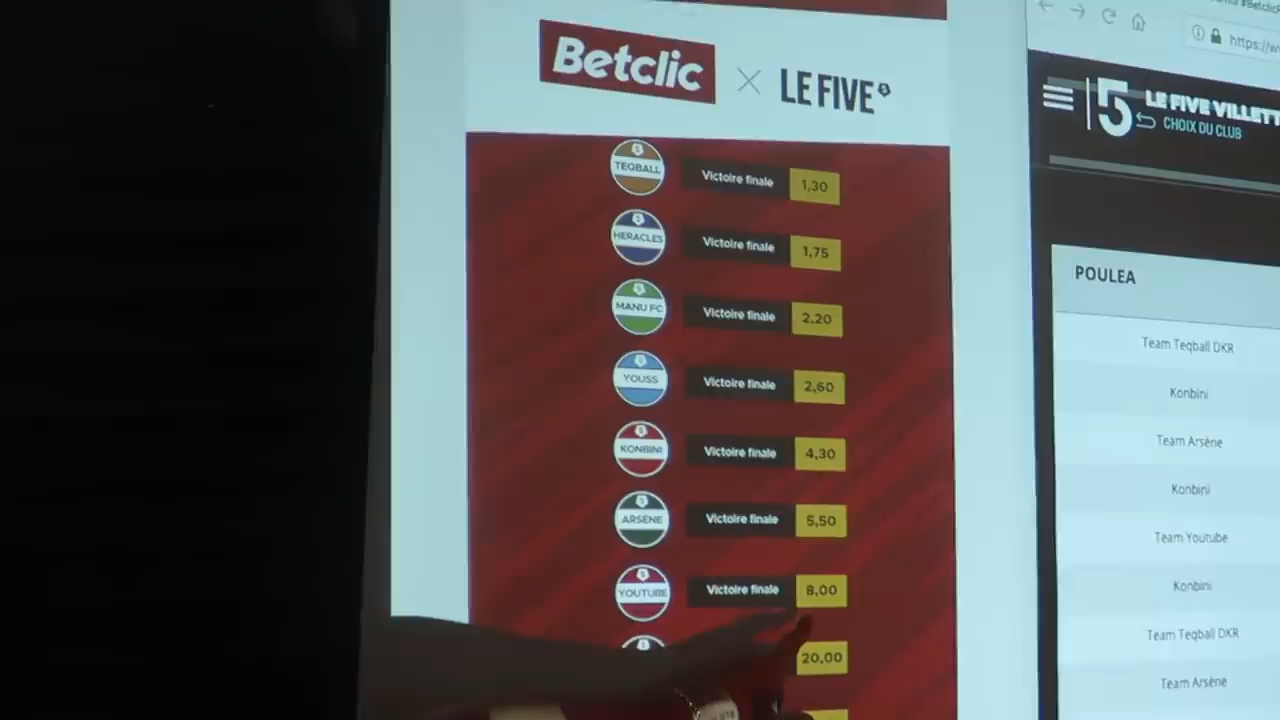 Betclic X LE FIVE
TEQBALL Victoire finale 1,30
HERACLES Victoire finale 1,75
MANU FC Victoire finale 2,20
YOUSS Victoire finale 2,60
KONBINI Victoire finale 4,30
ARSÈNE Victoire finale 5,50
YOUTUBE Victoire finale 8,00
20,00
https://w
5 LE FIVE VILLETT
CHOIX DU CLUB
POULEA
Team Teqball DKR
Konbini
Team Arsène
Konbini
Team Youtube
Konbini
Team Teqball DKR
Team Arsène